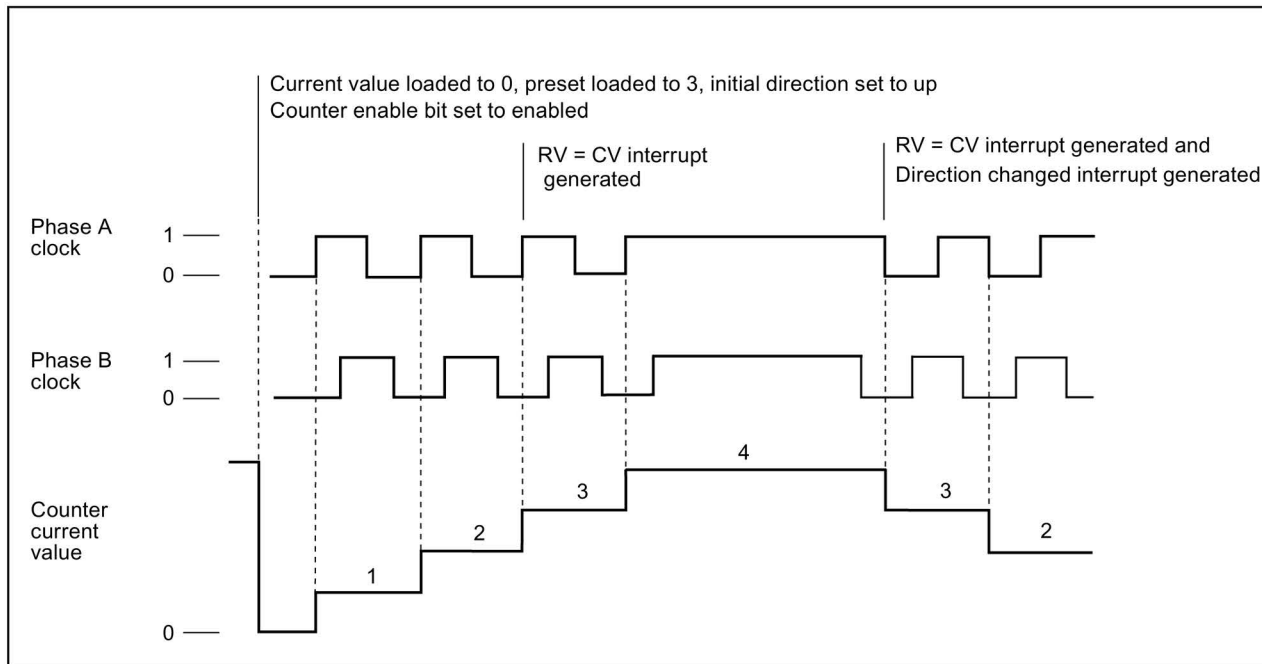 Current value loaded to 0, preset loaded to 3, initial direction set to up
Counter enable bit set to enabled
RV = CV interrupt
generated
RV = CV interrupt generated and
Direction changed interrupt generated
Phase A
clock
1
0
Phase B
clock
1
0
Counter
current
value
0
1
2
3
4
3
2